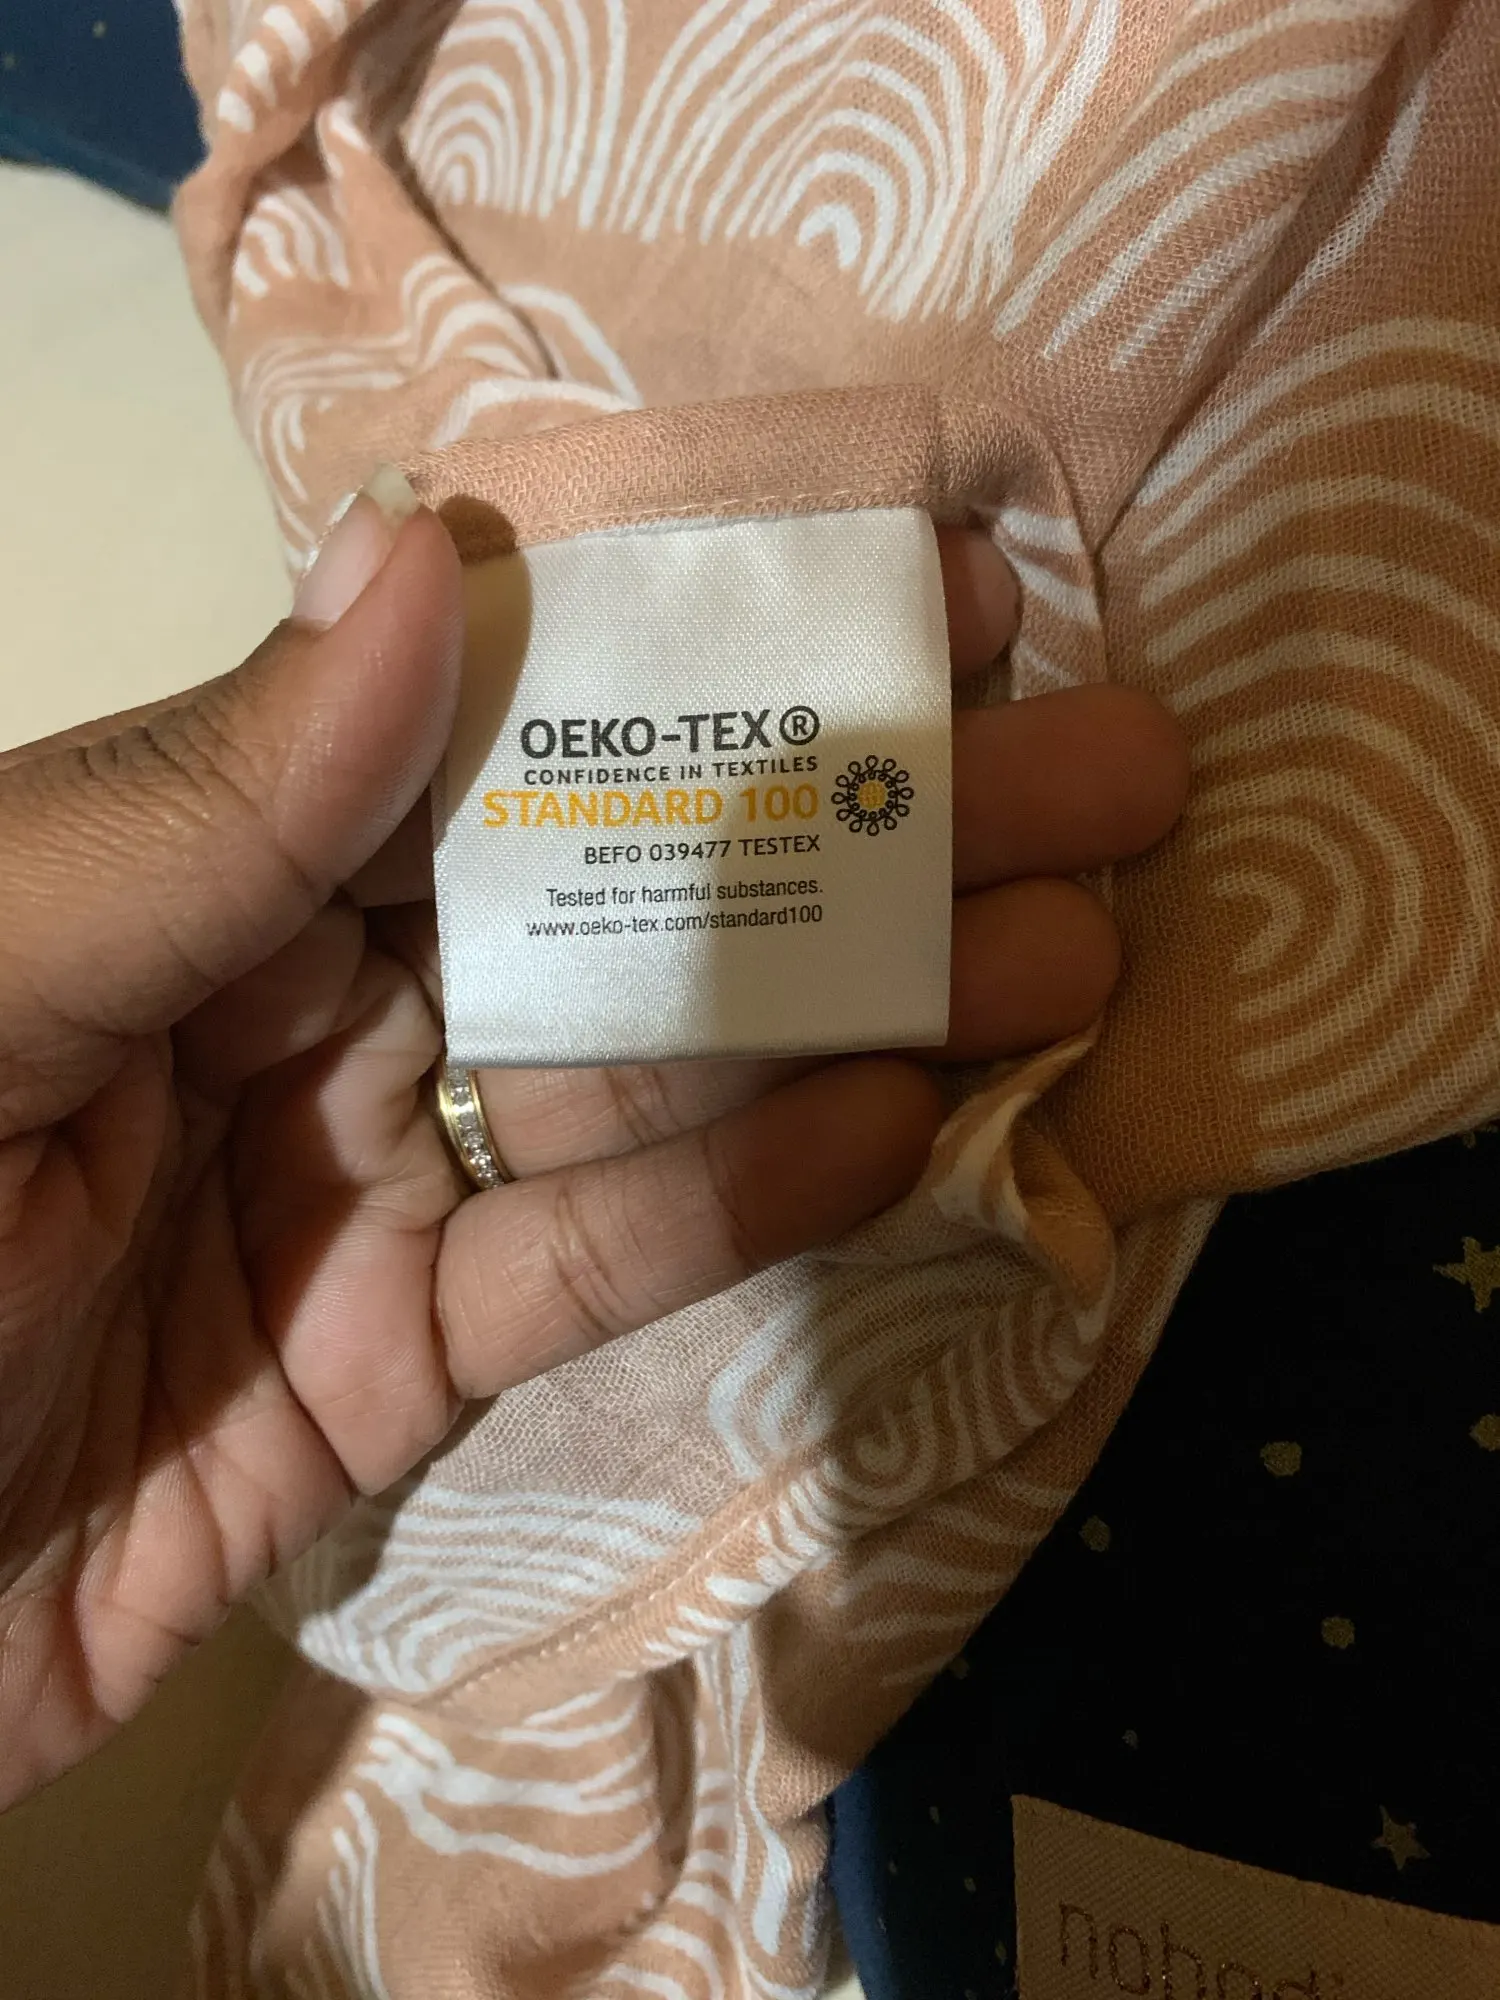 OEKO-TEX®
CONFIDENCE IN TEXTILES
STANDARD 100
BEFO 039477 TESTEX
Tested for harmful substances.
www.oeko-tex.com/standard100